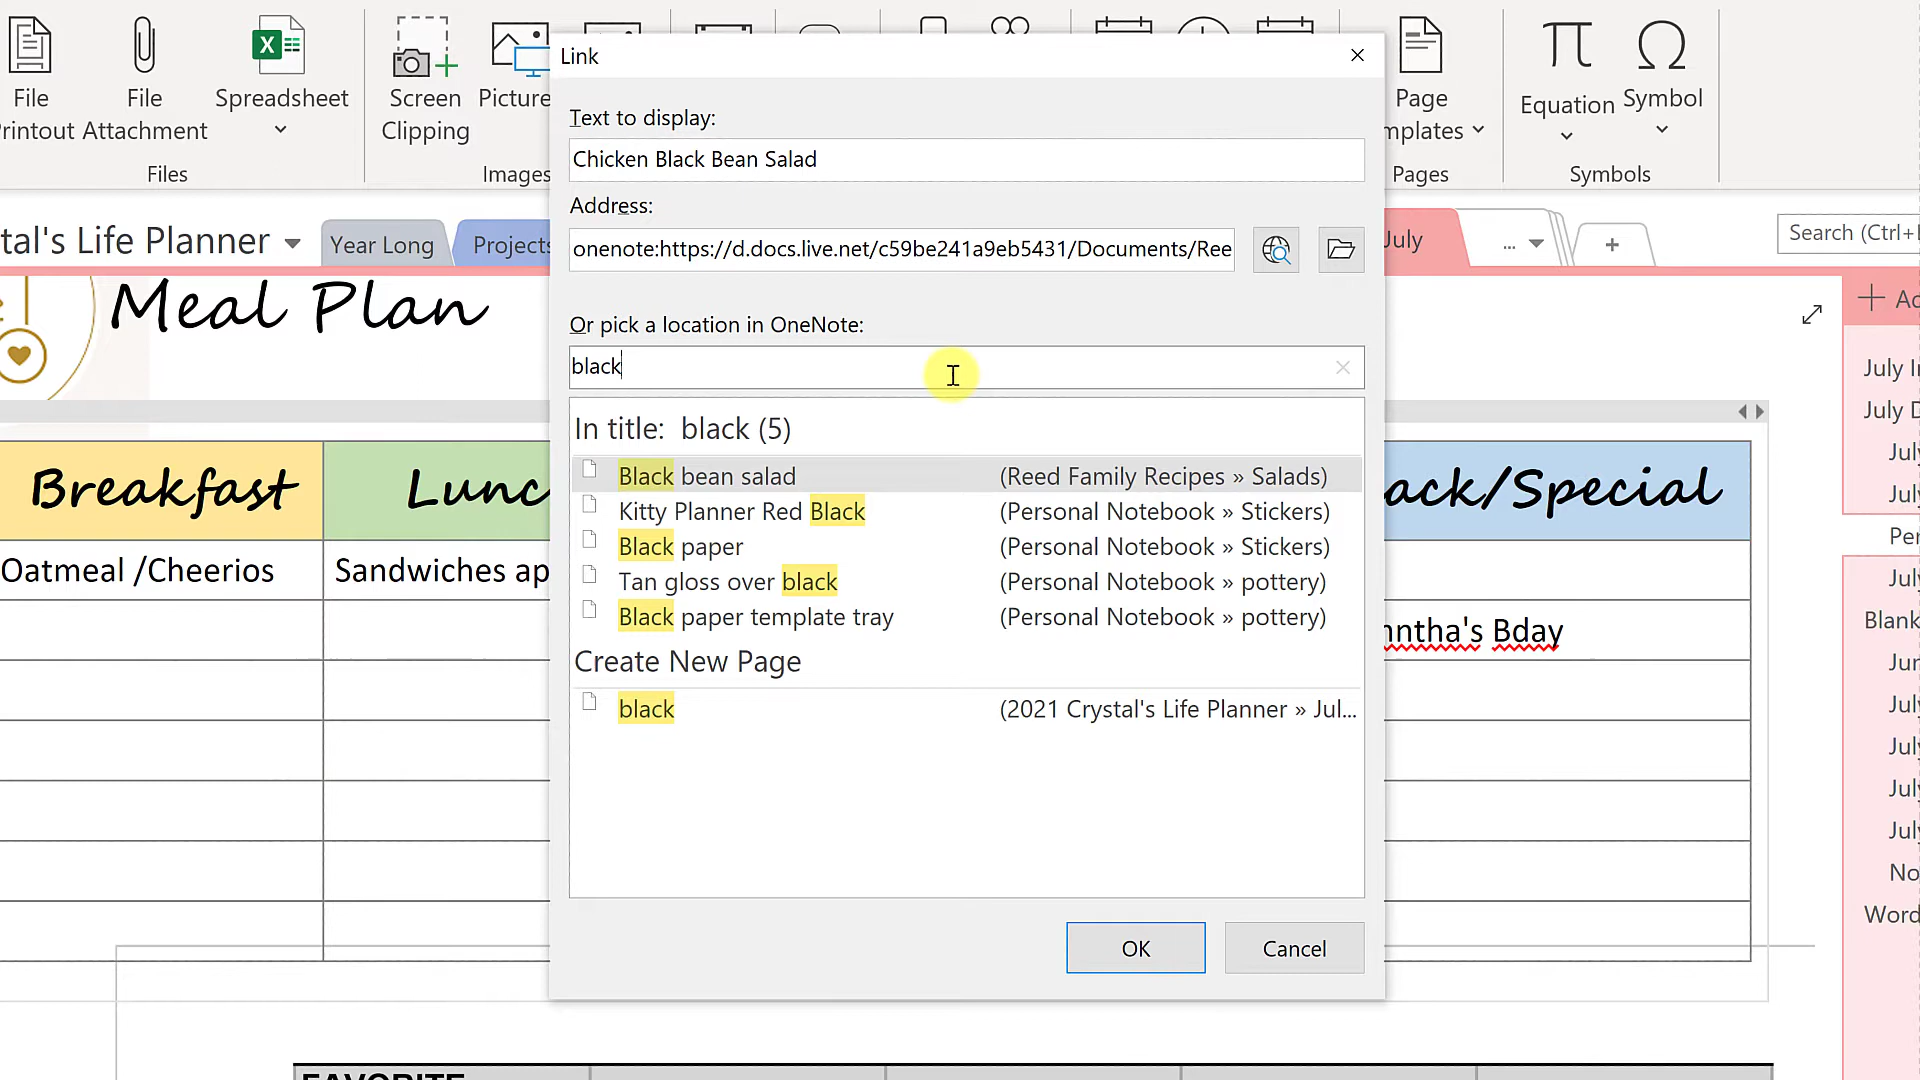 File
rintout
File
Attachment
Spreadsheet
Files
Screen
Clipping
Picture
Images
Page
mplates
Pages
Equation
Symbol
Symbols
tal's Life Planner
Year Long
Projects
July
...
Search (Ctrl+
Meal Plan
Breakfast
Lunc
ack/Special
Oatmeal /Cheerios
Sandwiches ap
nntha's Bday
FAVORITE
Link
Text to display:
Chicken Black Bean Salad
Address:
onenote:https://d.docs.live.net/c59be241a9eb5431/Documents/Ree
Or pick a location in OneNote:
black
In title: black (5)
Black bean salad (Reed Family Recipes » Salads)
Kitty Planner Red Black (Personal Notebook » Stickers)
Black paper (Personal Notebook » Stickers)
Tan gloss over black (Personal Notebook » pottery)
Black paper template tray (Personal Notebook » pottery)
Create New Page
black (2021 Crystal's Life Planner » Jul...
OK
Cancel
July
July
July
July
Per
July
Blank
Jur
July
July
July
July
No
Word